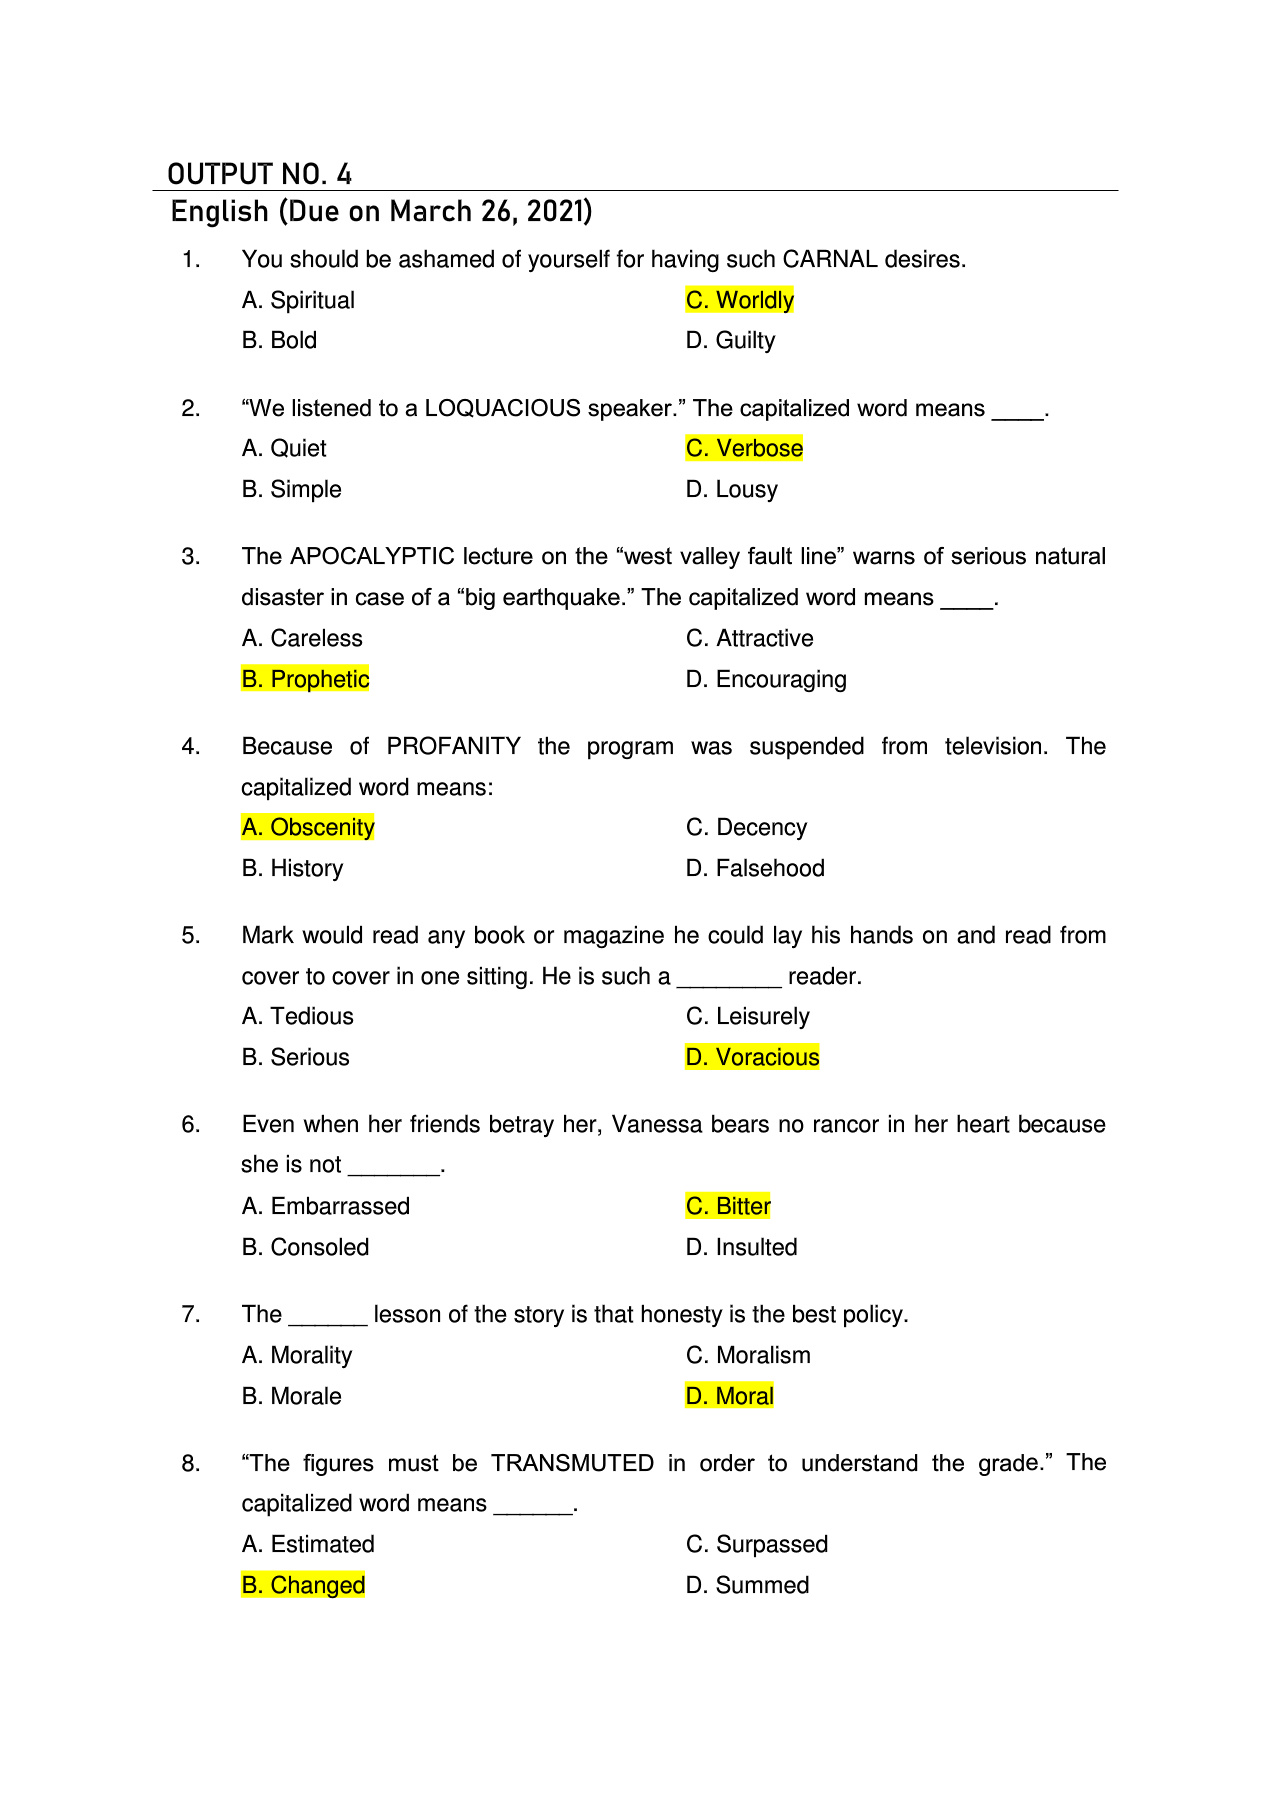 OUTPUT NO. 4
English (Due on March 26, 2021)
1. You should be ashamed of yourself for having such CARNAL desires.
A. Spiritual C. Worldly
B. Bold D. Guilty
2. “We listened to a LOQUACIOUS speaker.” The capitalized word means ____.
A. Quiet C. Verbose
B. Simple D. Lousy
3. The APOCALYPTIC lecture on the “west valley fault line” warns of serious natural
disaster in case of a “big earthquake.” The capitalized word means ____.
A. Careless C. Attractive
B. Prophetic D. Encouraging
4. Because of PROFANITY the program was suspended from television. The
capitalized word means:
A. Obscenity C. Decency
B. History D. Falsehood
5. Mark would read any book or magazine he could lay his hands on and read from
cover to cover in one sitting. He is such a ________ reader.
A. Tedious C. Leisurely
B. Serious D. Voracious
6. Even when her friends betray her, Vanessa bears no rancor in her heart because
she is not _______.
A. Embarrassed C. Bitter
B. Consoled D. Insulted
7. The ______ lesson of the story is that honesty is the best policy.
A. Morality C. Moralism
B. Morale D. Moral
8. “The figures must be TRANSMUTED in order to understand the grade.” The
capitalized word means ______.
A. Estimated C. Surpassed
B. Changed D. Summed